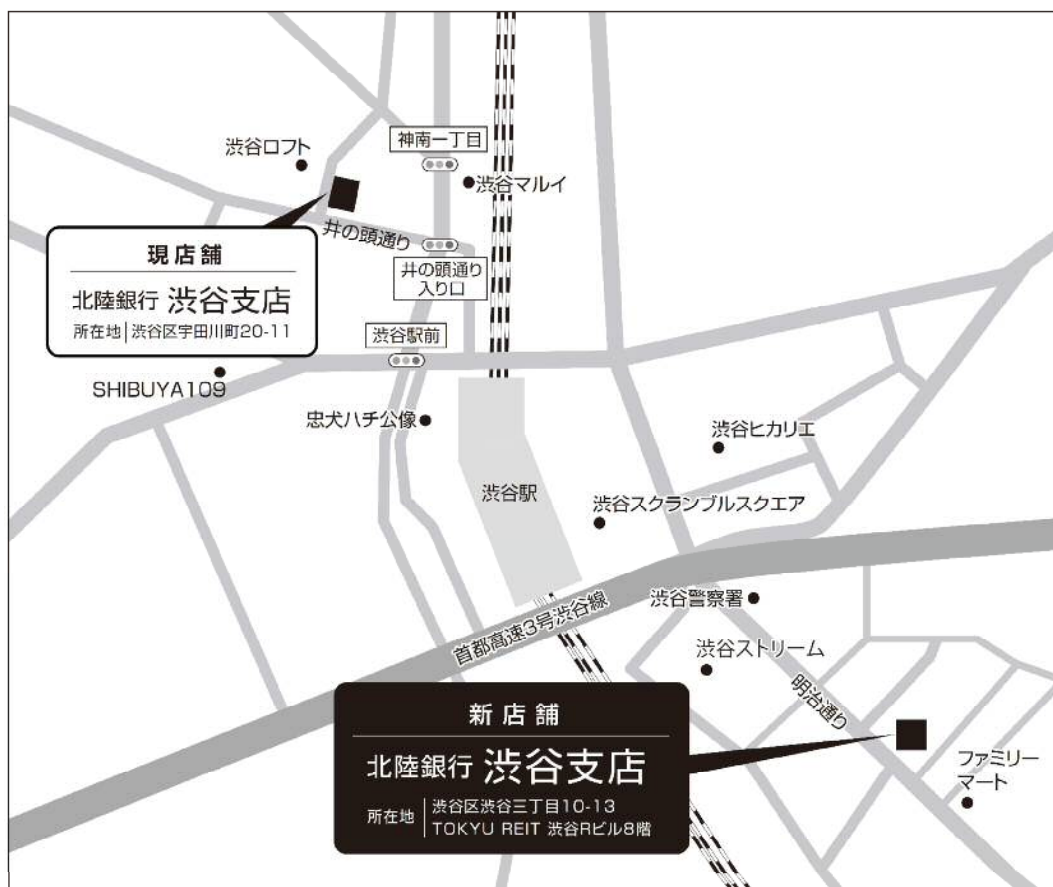 神南一丁目
渋谷ロフト
渋谷マルイ
井の頭通り
井の頭通り
入り口
現店舗
北陸銀行 渋谷支店
所在地 渋谷区宇田川町20-11
渋谷駅前
SHIBUYA109
忠犬ハチ公像
渋谷ヒカリエ
渋谷駅
渋谷スクランブルスクエア
渋谷警察署
首都高速3号渋谷線
渋谷ストリーム
明治通り
新店舗
北陸銀行 渋谷支店
所在地 渋谷区渋谷三丁目10-13
TOKYU REIT 渋谷Rビル8階
ファミリー
マート